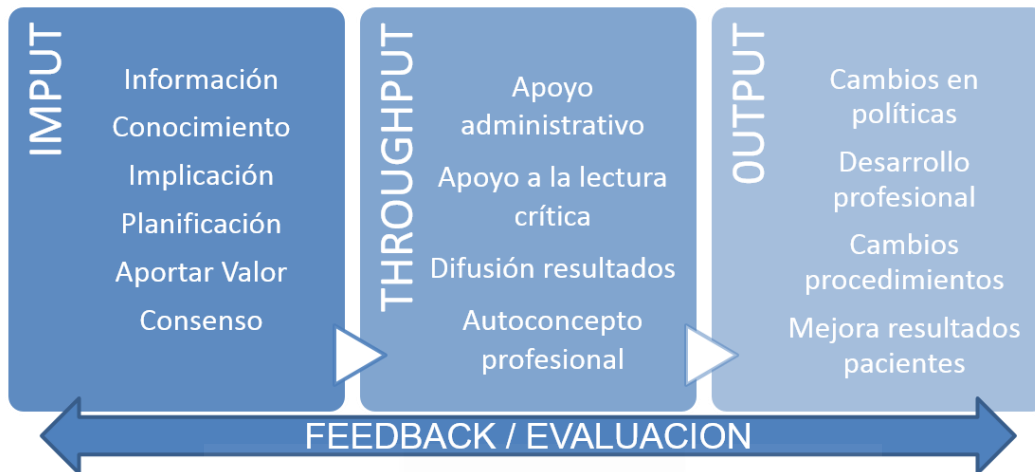 IMPUT
Información
Conocimiento
Implicación
Planificación
Aportar Valor
Consenso
THROUGHPUT
Apoyo
administrativo
Apoyo a la lectura
crítica
Difusión resultados
Autoconcepto
profesional
0UTPUT
Cambios en
políticas
Desarrollo
profesional
Cambios
procedimientos
Mejora resultados
pacientes
FEEDBACK / EVALUACION